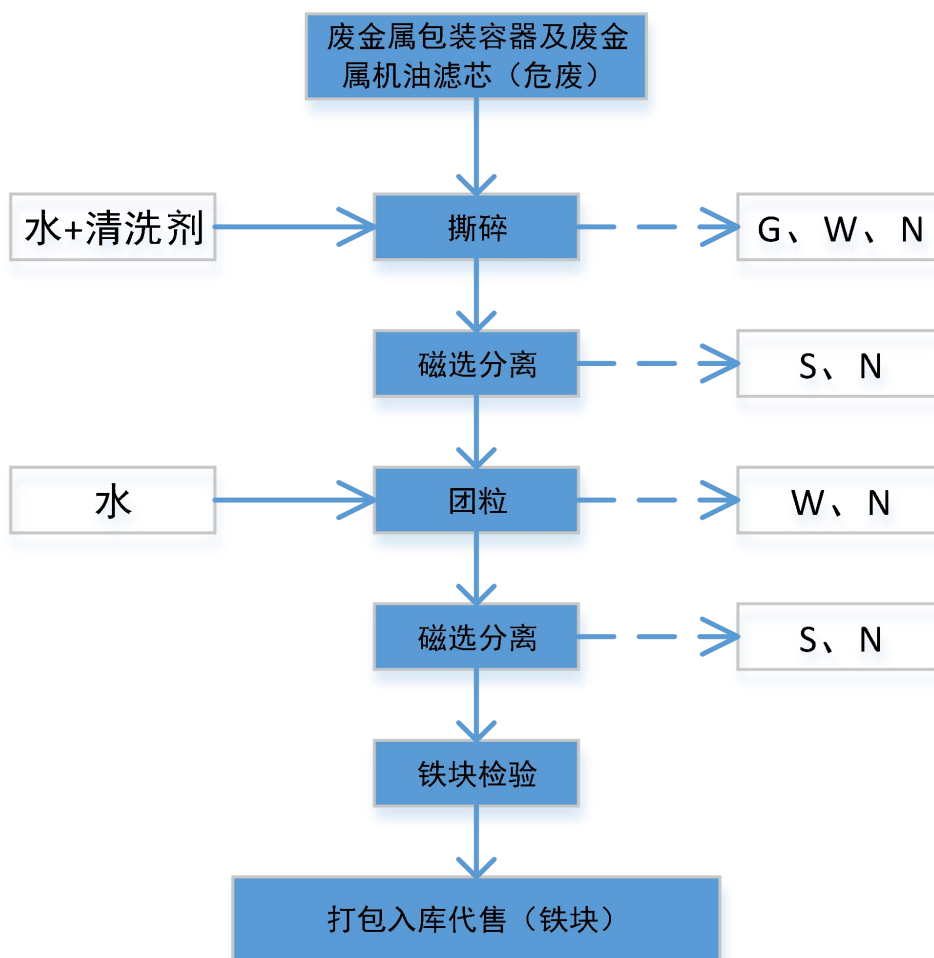 废金属包装容器及废金
属机油滤芯（危废）
水+清洗剂
撕碎
G、W、N
磁选分离
S、N
水
团粒
W、N
磁选分离
S、N
铁块检验
打包入库代售（铁块）